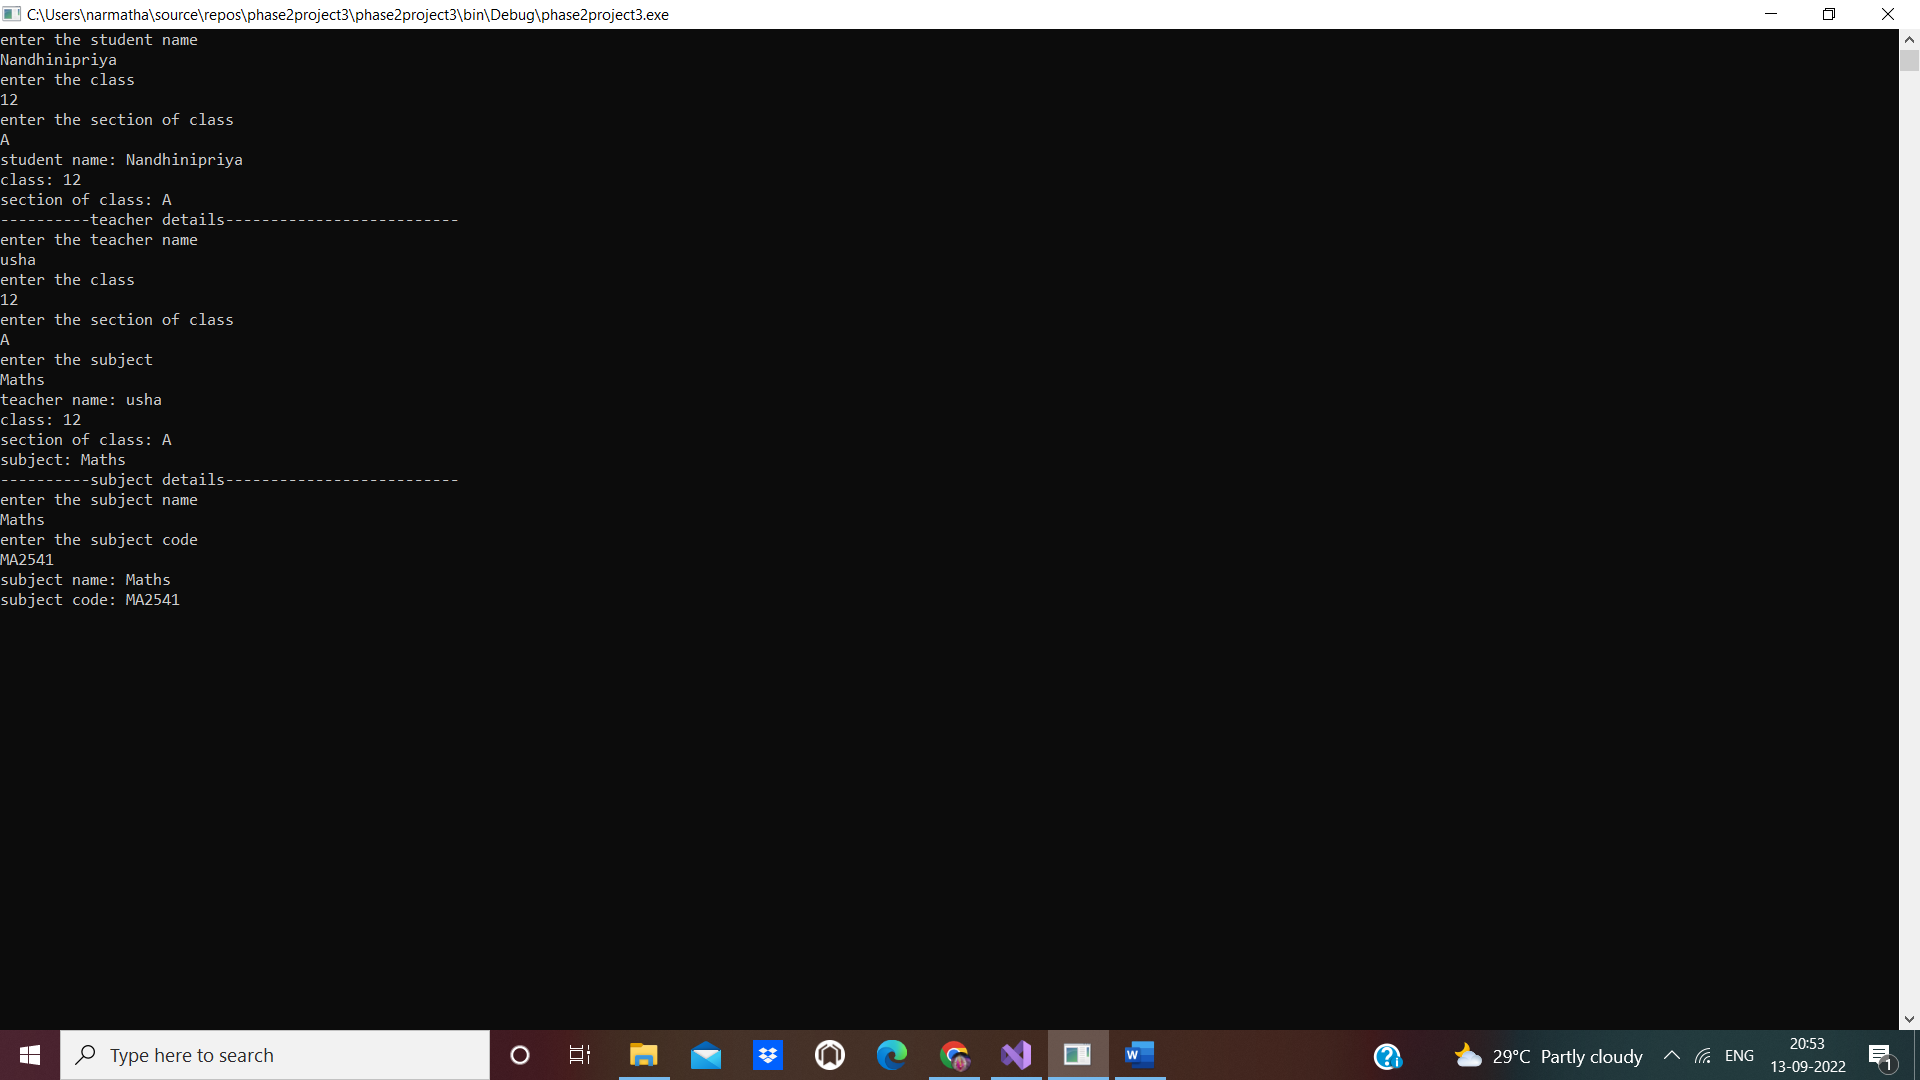 C:\Users\narmatha\source\repos\phase2project3\phase2project3\bin\Debug\phase2project3.exe
enter the student name
Nandhinipriya
enter the class
12
enter the section of class
A
student name: Nandhinipriya
class: 12
section of class: A
----------teacher details--------------------------
enter the teacher name
usha
enter the class
12
enter the section of class
A
enter the subject
Maths
teacher name: usha
class: 12
section of class: A
subject: Maths
----------subject details--------------------------
enter the subject name
Maths
enter the subject code
MA2541
subject name: Maths
subject code: MA2541
Type here to search
29°C Partly cloudy
ENG
20:53
13-09-2022
1